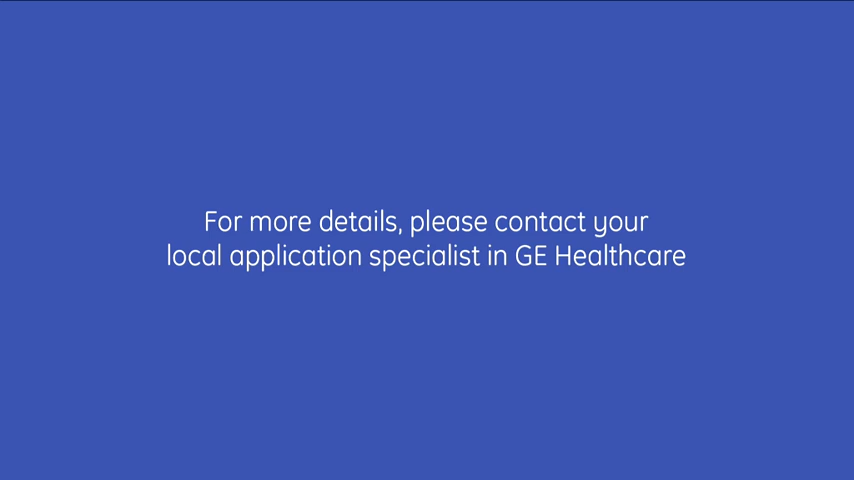 For more details, please contact your
local application specialist in GE Healthcare